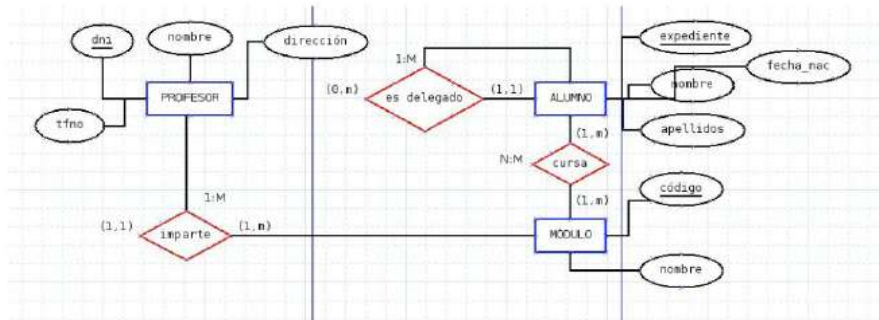 dni
nombre
dirección
tfno
PROFESOR
1:M
(1,1)
imparte
(1,m)
1:M
(0,m)
es delegado
(1,1)
ALUMNO
expediente
fecha_nac
nombre
apellidos
(1,m)
N:M
cursa
(1,m)
MÓDULO
código
nombre